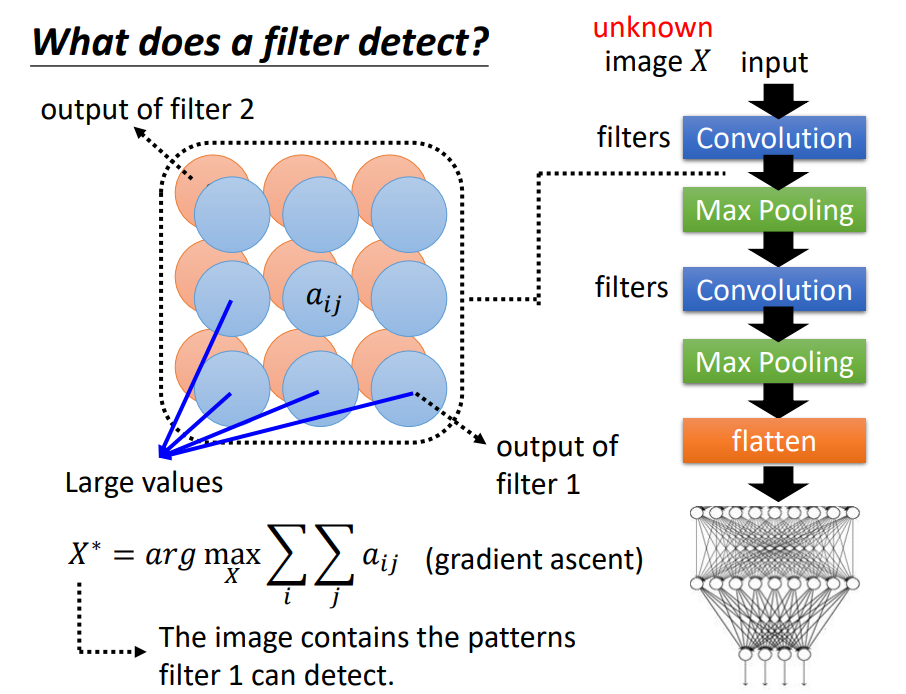 What does a filter detect?
unknown
image X
input
output of filter 2
filters
Convolution
Max Pooling
filters
Convolution
Max Pooling
flatten
a_{ij}
output of
filter 1
Large values
X* = arg max_X ∑_i ∑_j a_{ij} (gradient ascent)
The image contains the patterns
filter 1 can detect.